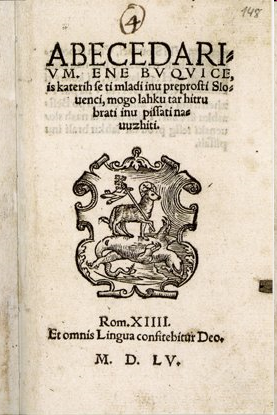 4
148
ABECEDARI-
VM. ENE BVQVICE,
is katerih se ti mladi inu preprosti Slo-
uenci, mogo lahku tar hitru
brati inu pissati na-
uuzhiti.
Rom. XIIII.
Et omnis Lingua confitebitur Deo.
M. D. LV.